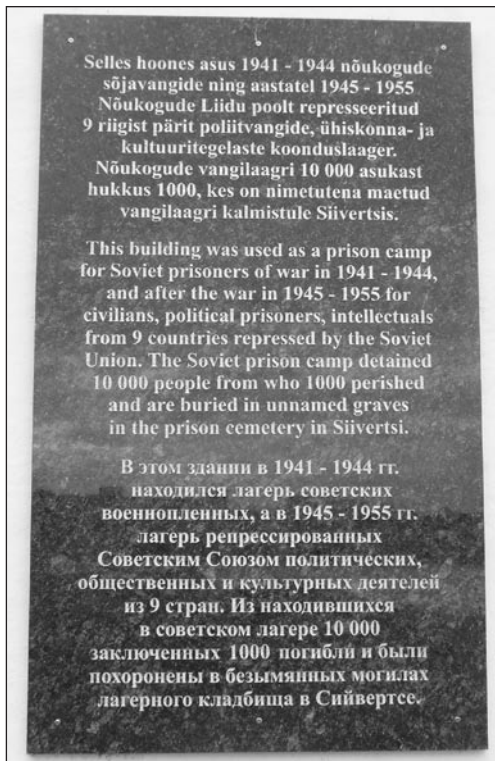 Selles hoones asus 1941 - 1944 nõukogude
sõjavangide ning aastatel 1945 - 1955
Nõukogude Liidu poolt represseeritud
9 riigist pärit poliitvangide, ühiskonna- ja
kultuuritegelaste koonduslaager.
Nõukogude vangilaagri 10 000 asukast
hukkus 1000, kes on nimetutena maetud
vangilaagri kalmistule Siivertsis.
This building was used as a prison camp
for Soviet prisoners of war in 1941 - 1944,
and after the war in 1945 - 1955 for
civilians, political prisoners, intellectuals
from 9 countries repressed by the Soviet
Union. The Soviet prison camp detained
10 000 people from who 1000 perished
and are buried in unnamed graves
in the prison cemetery in Siivertsi.
В этом здании в 1941 - 1944 гг.
находился лагерь советских
военнопленных, а в 1945 - 1955 гг.
лагерь репрессированных
Советским Союзом политических,
общественных и культурных деятелей
из 9 стран. Из находившихся
в советском лагере 10 000
заключенных 1000 погибли и были
похоронены в безымянных могилах
лагерного кладбища в Сийвертсе.